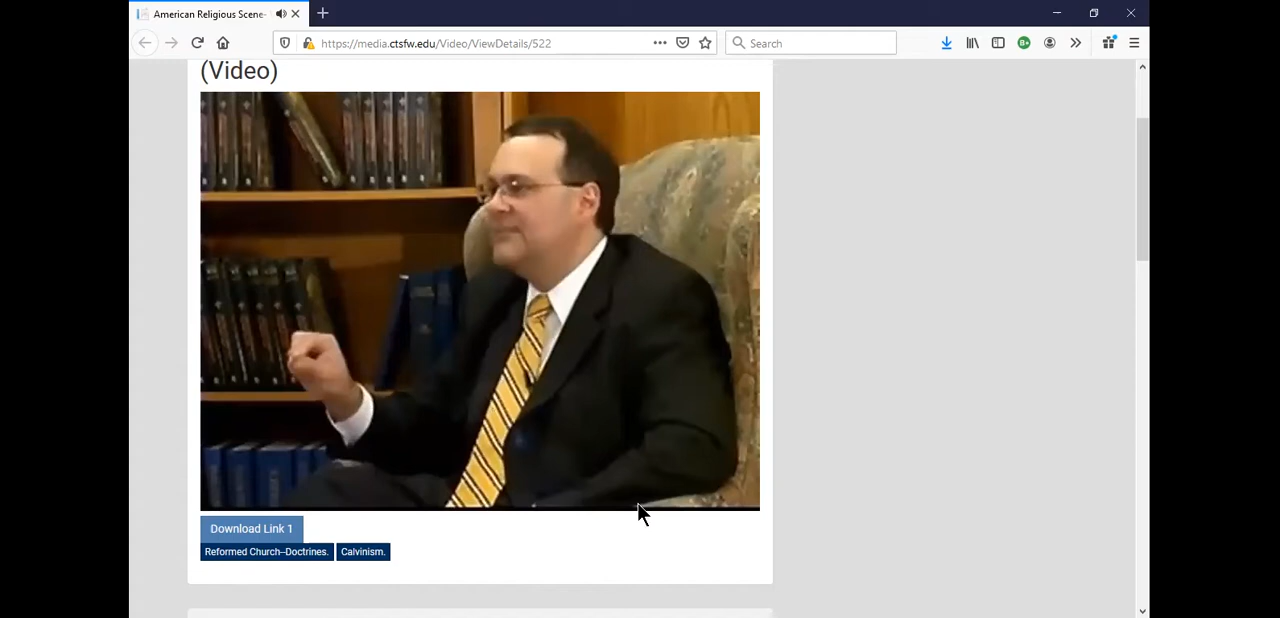 American Religious Scene-
https://media.ctsfw.edu/Video/ViewDetails/522
Search
(Video)
Download Link 1
Reformed Church--Doctrines.
Calvinism.